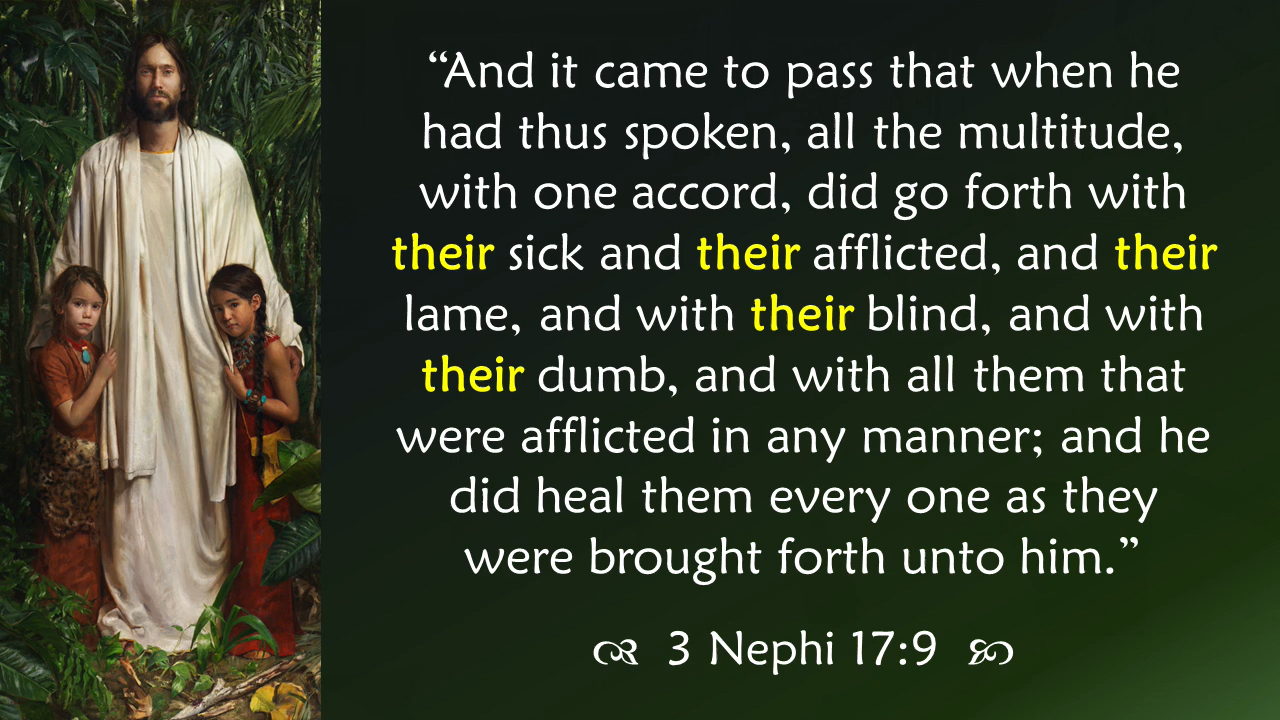 “And it came to pass that when he
had thus spoken, all the multitude,
with one accord, did go forth with
their sick and their afflicted, and their
lame, and with their blind, and with
their dumb, and with all them that
were afflicted in any manner; and he
did heal them every one as they
were brought forth unto him.”
3 Nephi 17:9